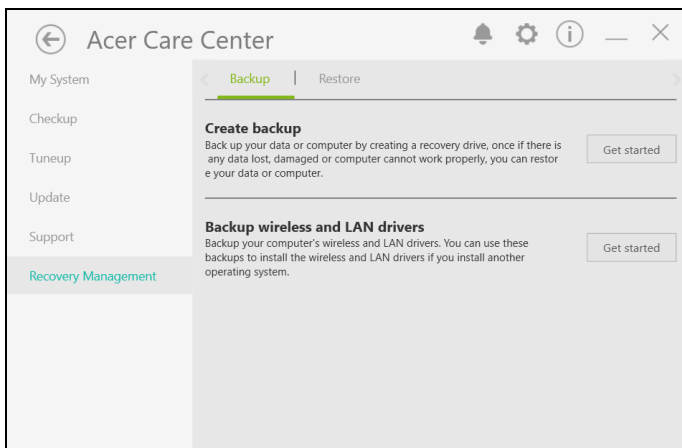 Acer Care Center
My System
Checkup
Tuneup
Update
Support
Recovery Management
Backup | Restore
Create backup
Back up your data or computer by creating a recovery drive, once if there is
any data lost, damaged or computer cannot work properly, you can restor
e your data or computer.
Get started
Backup wireless and LAN drivers
Backup your computer's wireless and LAN drivers. You can use these
backups to install the wireless and LAN drivers if you install another
operating system.
Get started